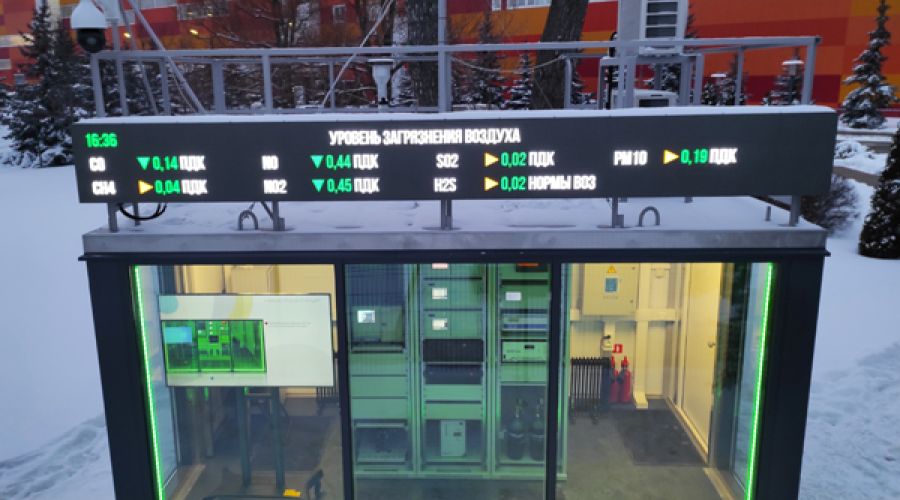 16:36 УРОВЕНЬ ЗАГРЯЗНЕНИЯ ВОЗДУХА
CO ▼ 0,14 ПДК NO ▼ 0,44 ПДК SO2 ▶ 0,02 ПДК PM10 ▶ 0,19 ПДК
CH4 ▶ 0,04 ПДК NO2 ▼ 0,45 ПДК H2S ▶ 0,02 НОРМЫ ВОЗ